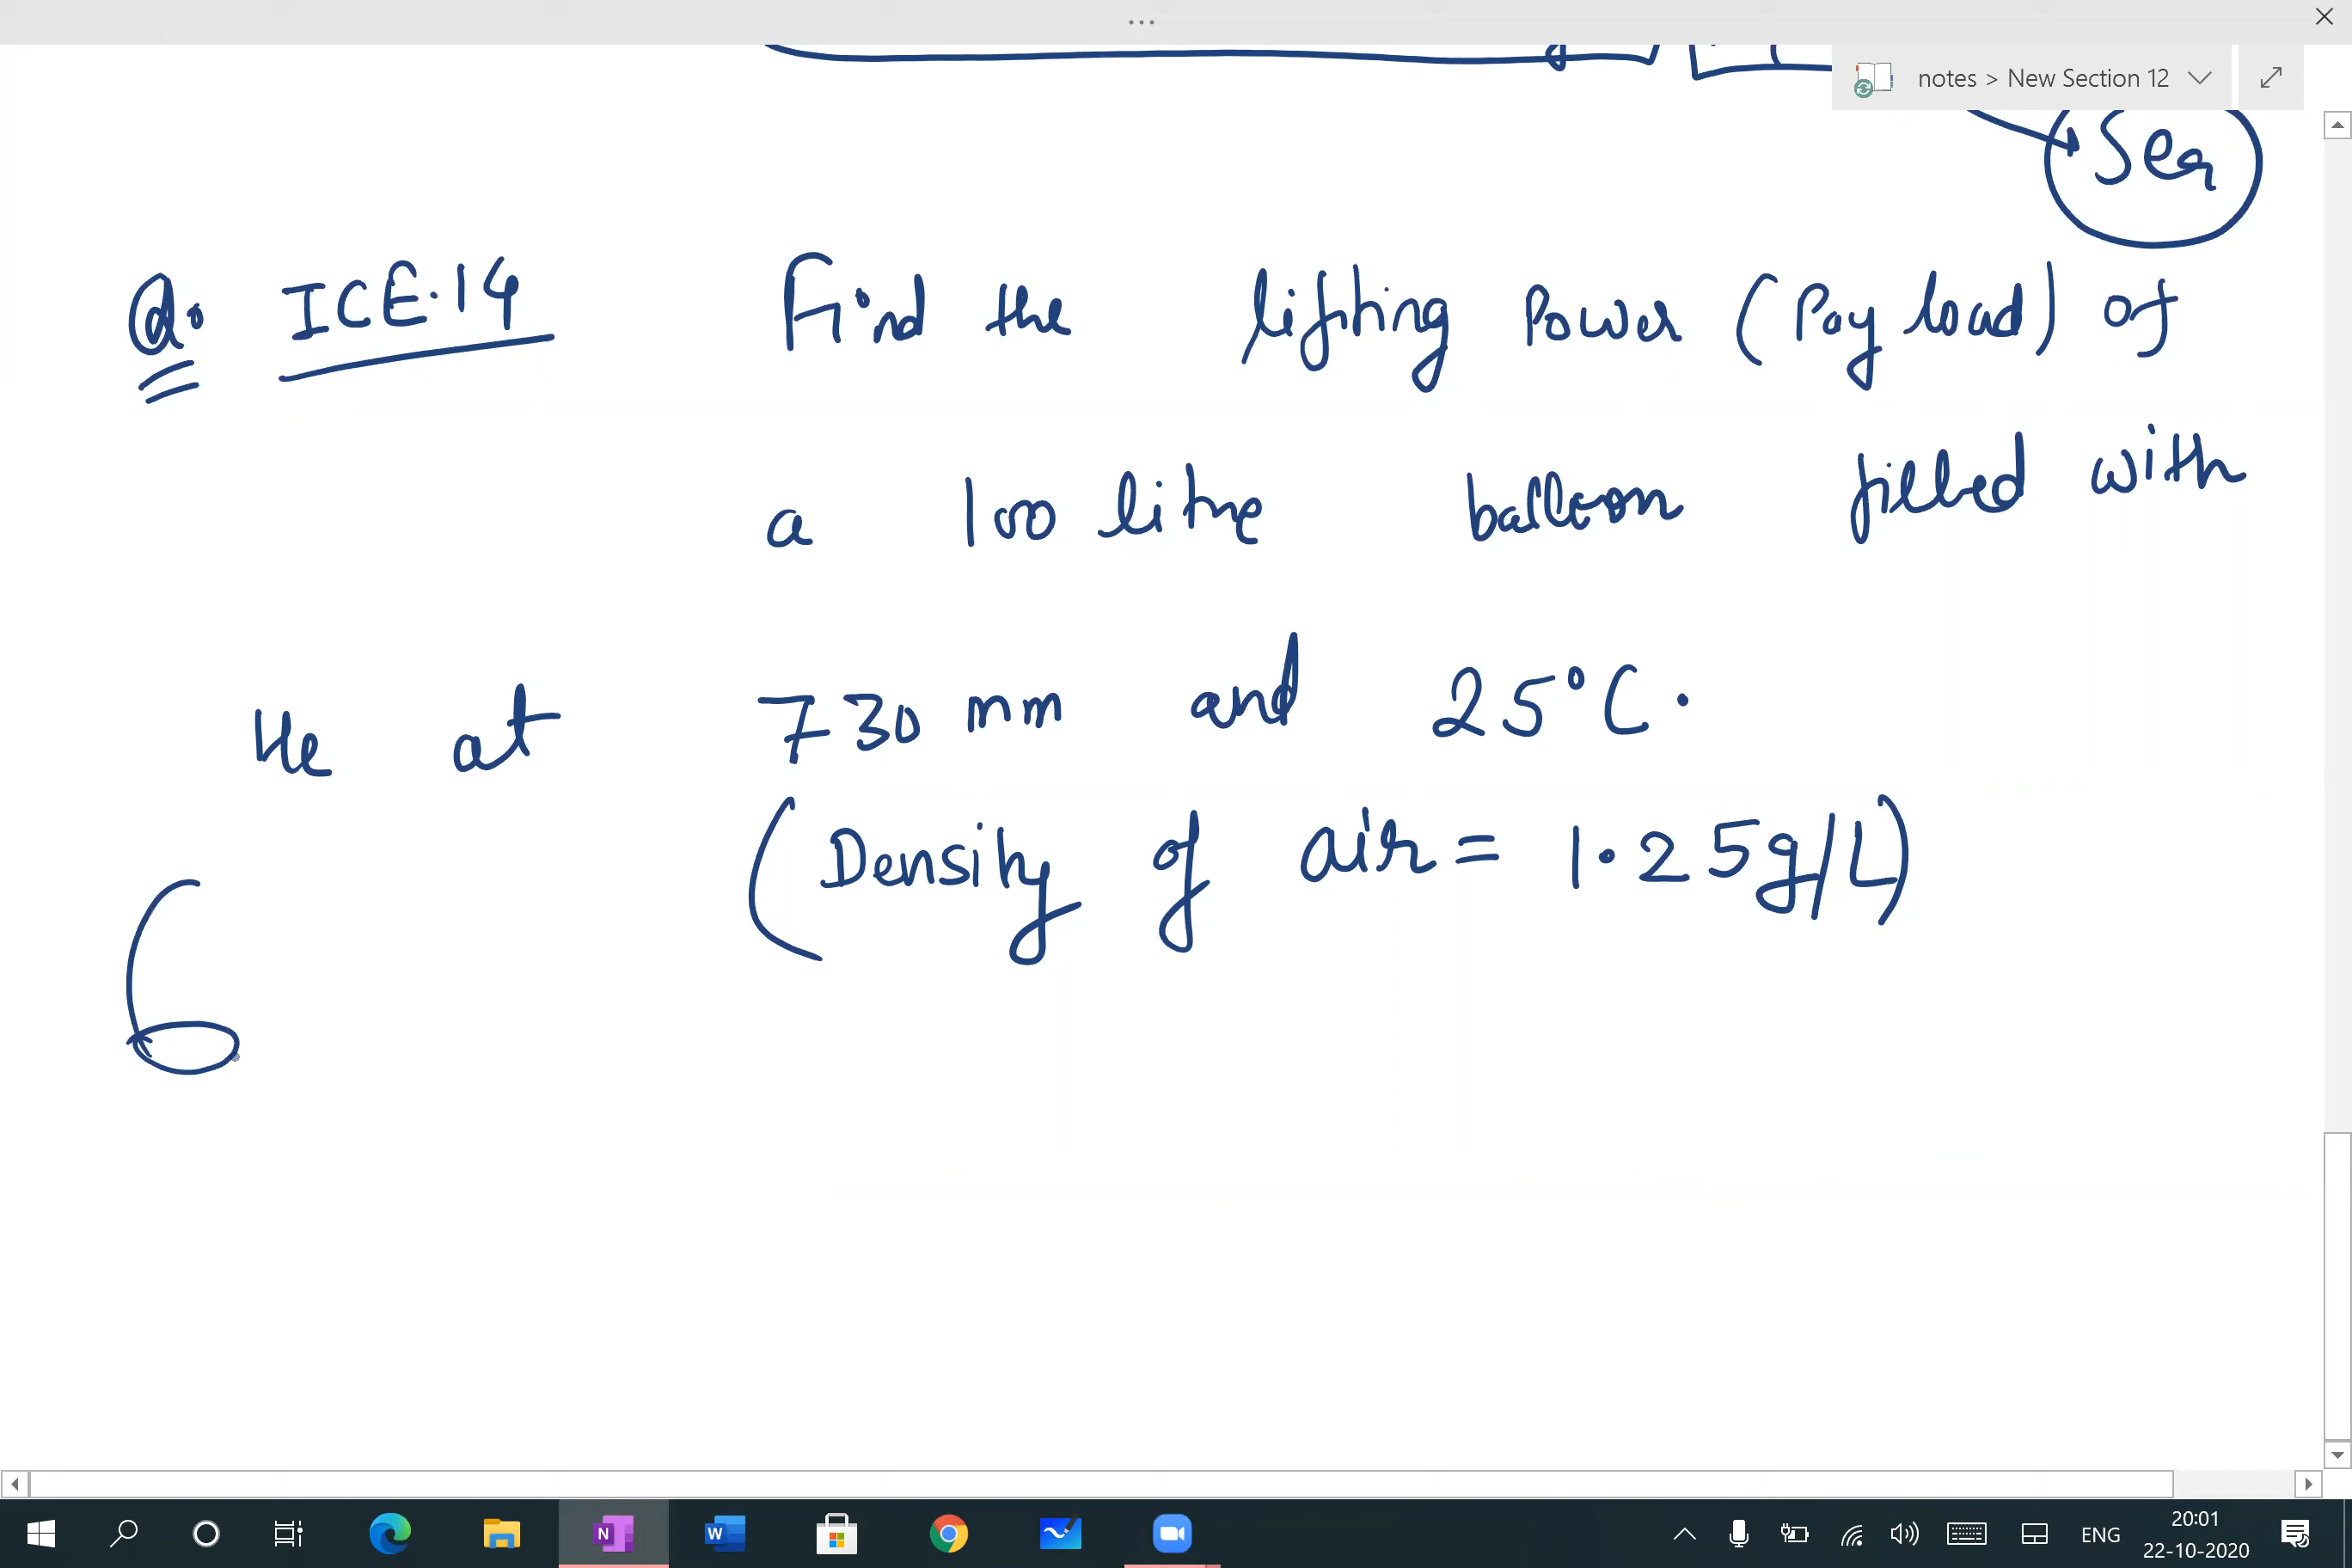 notes > New Section 12
Sea
Q. ICE.14 Find the lifting Power (Pay load) of
a 100 litre balloon filled with
He at 730 mm and 25°C.
(Density of air = 1.25g/L)
ENG
20:01
22-10-2020